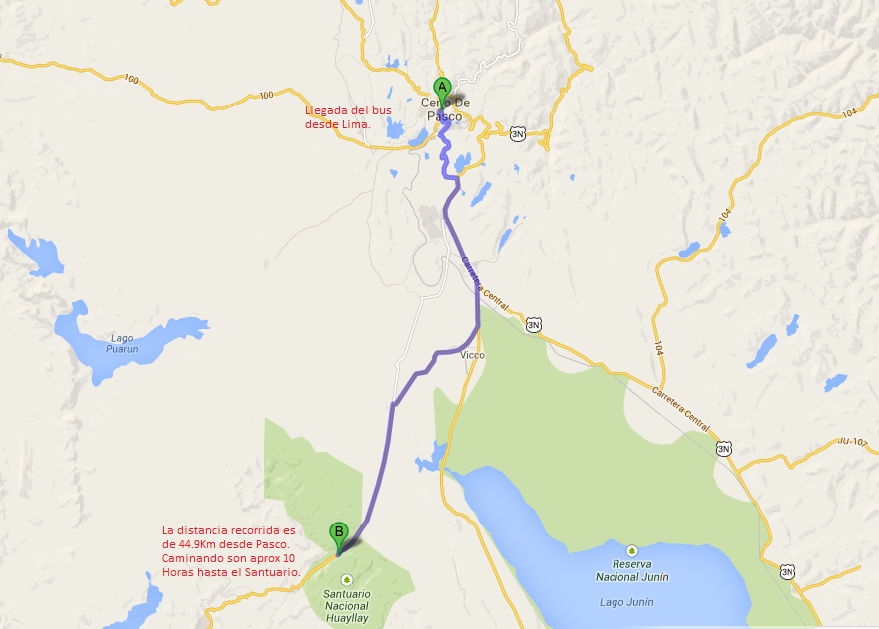 A
100
100
Llegada del bus
desde Lima.
Cerro De
Pasco
3N
104
104
Carretera Central
3N
Lago
Puarun
Vicco
104
Carretera Central
3N
JU-107
B
La distancia recorrida es
de 44.9Km desde Pasco.
Caminando son aprox 10
Horas hasta el Santuario.
Santuario
Nacional
Huayllay
Reserva
Nacional Junín
Lago Junín
3N